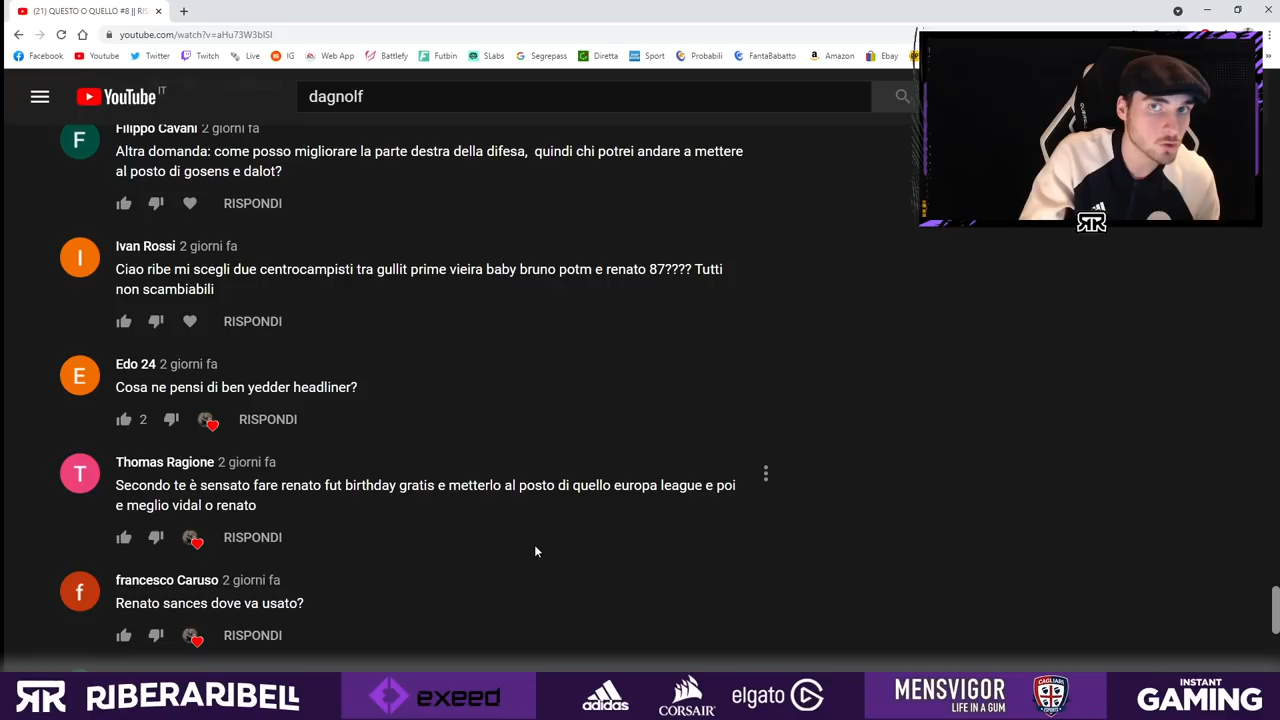 (21) QUESTO O QUELLO #8 || RIS
youtube.com/watch?v=aHu73W3bISI
Facebook Youtube Twitter Twitch Live IG Web App Battlefy Futbin SLabs Segrepass Diretta Sport Probabili FantaBabatto Amazon Ebay
YouTube IT
dagnolf
Filippo Cavani 2 giorni fa
Altra domanda: come posso migliorare la parte destra della difesa, quindi chi potrei andare a mettere
al posto di gosens e dalot?
RISPONDI
Ivan Rossi 2 giorni fa
Ciao ribe mi scegli due centrocampisti tra gullit prime vieira baby bruno potm e renato 87???? Tutti
non scambiabili
RISPONDI
Edo 24 2 giorni fa
Cosa ne pensi di ben yedder headliner?
2 RISPONDI
Thomas Ragione 2 giorni fa
Secondo te è sensato fare renato fut birthday gratis e metterlo al posto di quello europa league e poi
e meglio vidal o renato
RISPONDI
francesco Caruso 2 giorni fa
Renato sances dove va usato?
RISPONDI
RR RIBERARIBELL exeed adidas CORSAIR elgato MENSVIGOR LIFE IN A GUM CAGLIARI INSTANT GAMING